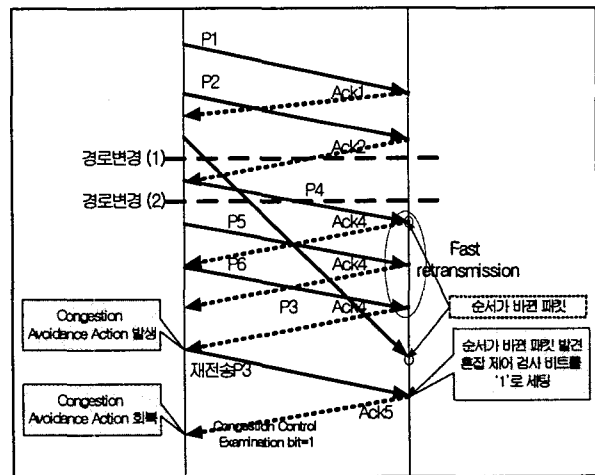 P1
P2
Ack1
경로변경 (1)
Ack2
경로변경 (2)
P4
P5
Ack4
Fast
retransmission
P6
Ack4
P3
Ack4
순서가 바뀐 패킷
Congestion
Avoidance Action 발생
재전송P3
순서가 바뀐 패킷 발견
혼잡 제어 검사 비트를
'1'로 세팅
Congestion
Avoidance Action 회복
Ack5
Congestion Control
Examination bit=1